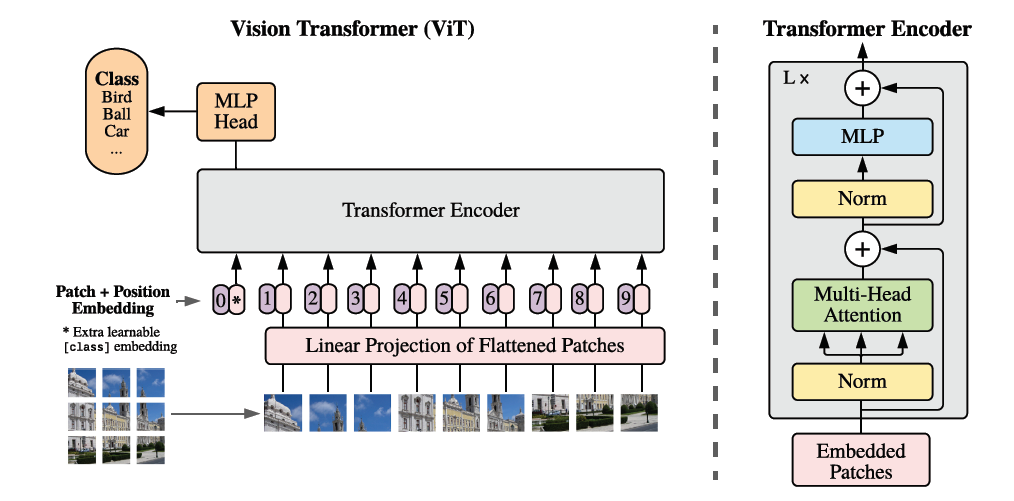 Vision Transformer (ViT)
Class
Bird
Ball
Car
...
MLP
Head
Transformer Encoder
Patch + Position
Embedding
* Extra learnable
[class] embedding
0 * 1 2 3 4 5 6 7 8 9
Linear Projection of Flattened Patches
Transformer Encoder
L ×
+
MLP
Norm
+
Multi-Head
Attention
Norm
Embedded
Patches